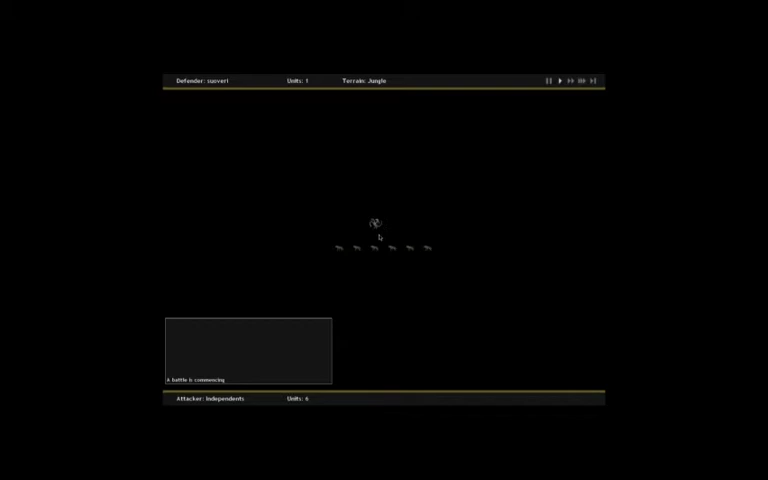 Defender: suoveri Units: 1 Terrain: Jungle
A battle is commencing
Attacker: Independents Units: 6